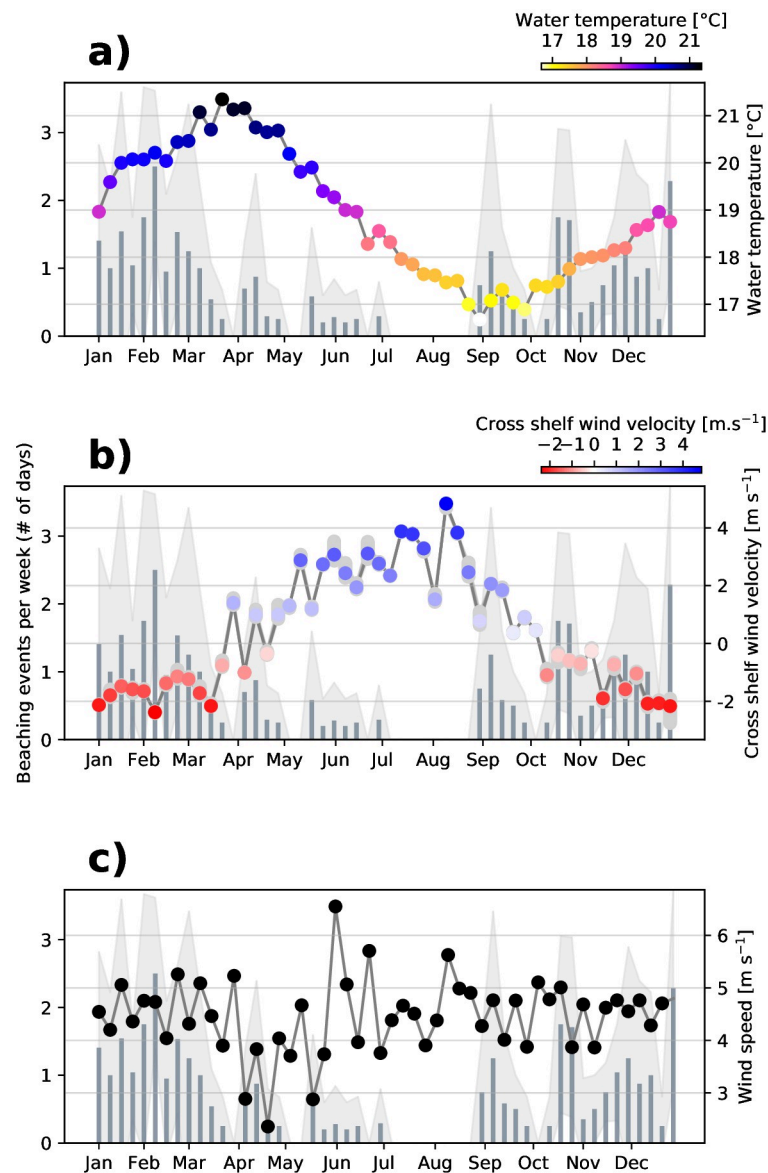 Water temperature [°C]
17 18 19 20 21
a)
3
2
1
0
21
20
19
18
17
Water temperature [°C]
Jan Feb Mar Apr May Jun Jul Aug Sep Oct Nov Dec
Cross shelf wind velocity [m.s⁻¹]
−2 −1 0 1 2 3 4
b)
Beaching events per week (# of days)
3
2
1
0
4
2
0
−2
Cross shelf wind velocity [m s⁻¹]
Jan Feb Mar Apr May Jun Jul Aug Sep Oct Nov Dec
c)
3
2
1
0
6
5
4
3
Wind speed [m s⁻¹]
Jan Feb Mar Apr May Jun Jul Aug Sep Oct Nov Dec